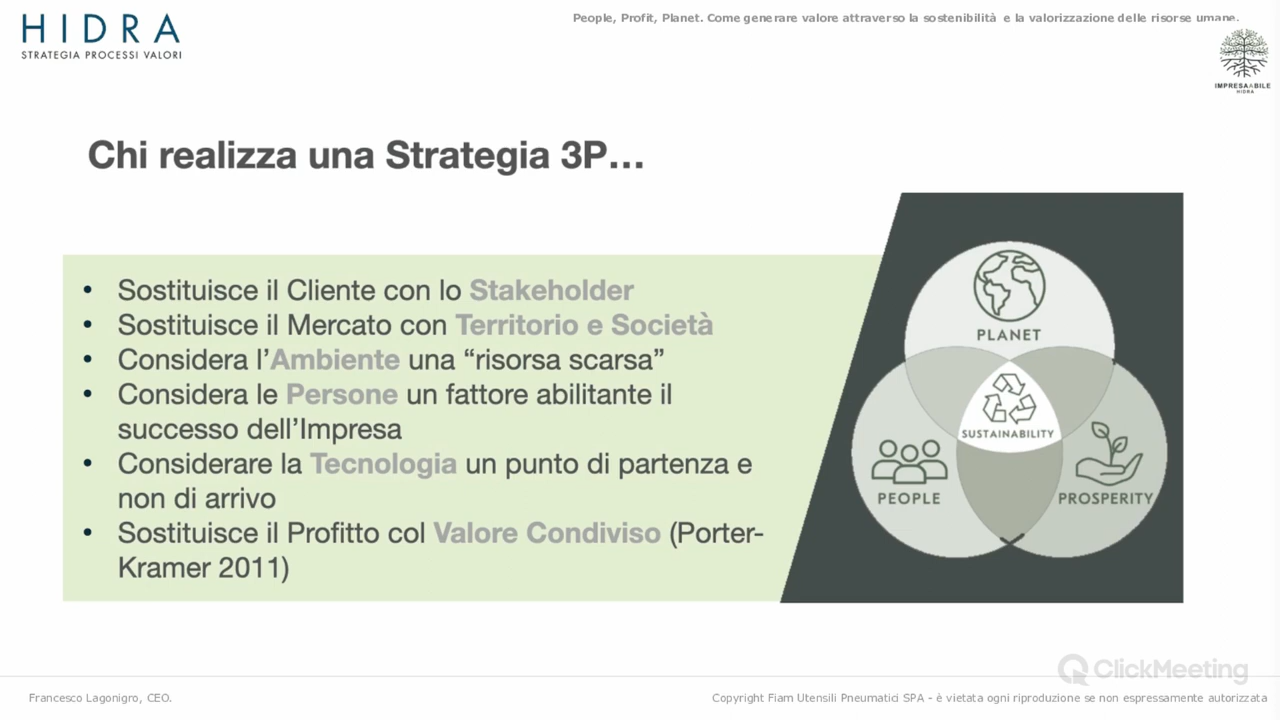 HIDRA
STRATEGIA PROCESSI VALORI
People, Profit, Planet. Come generare valore attraverso la sostenibilità e la valorizzazione delle risorse umane.
IMPRESAABILE
HIDRA
Chi realizza una Strategia 3P...
• Sostituisce il Cliente con lo Stakeholder
• Sostituisce il Mercato con Territorio e Società
• Considera l'Ambiente una “risorsa scarsa”
• Considera le Persone un fattore abilitante il
successo dell'Impresa
• Considerare la Tecnologia un punto di partenza e
non di arrivo
• Sostituisce il Profitto col Valore Condiviso (Porter-
Kramer 2011)
PLANET
SUSTAINABILITY
PEOPLE
PROSPERITY
ClickMeeting
Francesco Lagonigro, CEO.
Copyright Fiam Utensili Pneumatici SPA - è vietata ogni riproduzione se non espressamente autorizzata